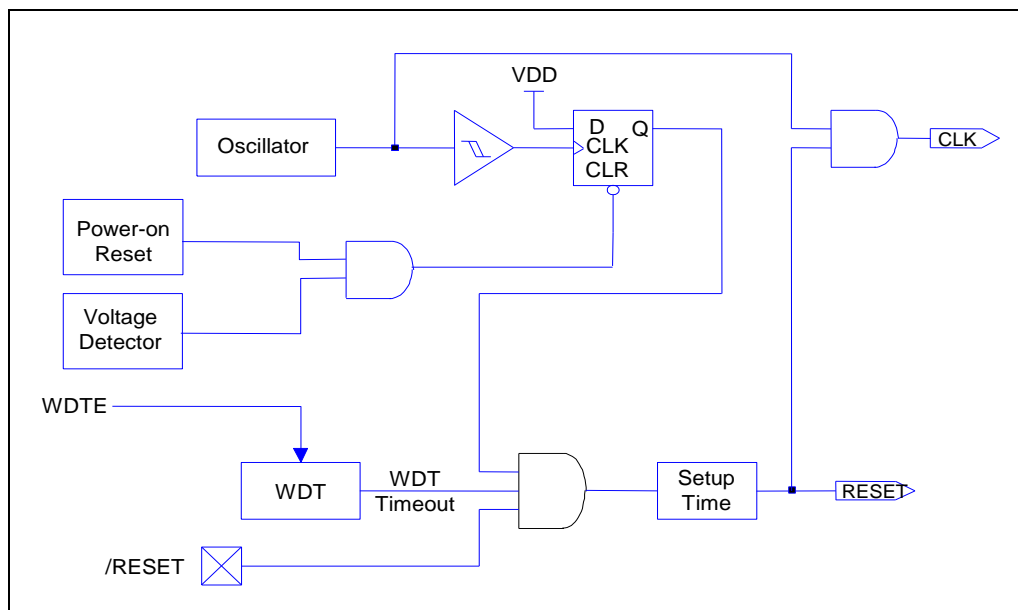 VDD
Oscillator
D Q
CLK
CLR
CLK
Power-on
Reset
Voltage
Detector
WDTE
WDT
WDT
Timeout
Setup
Time
RESET
/RESET